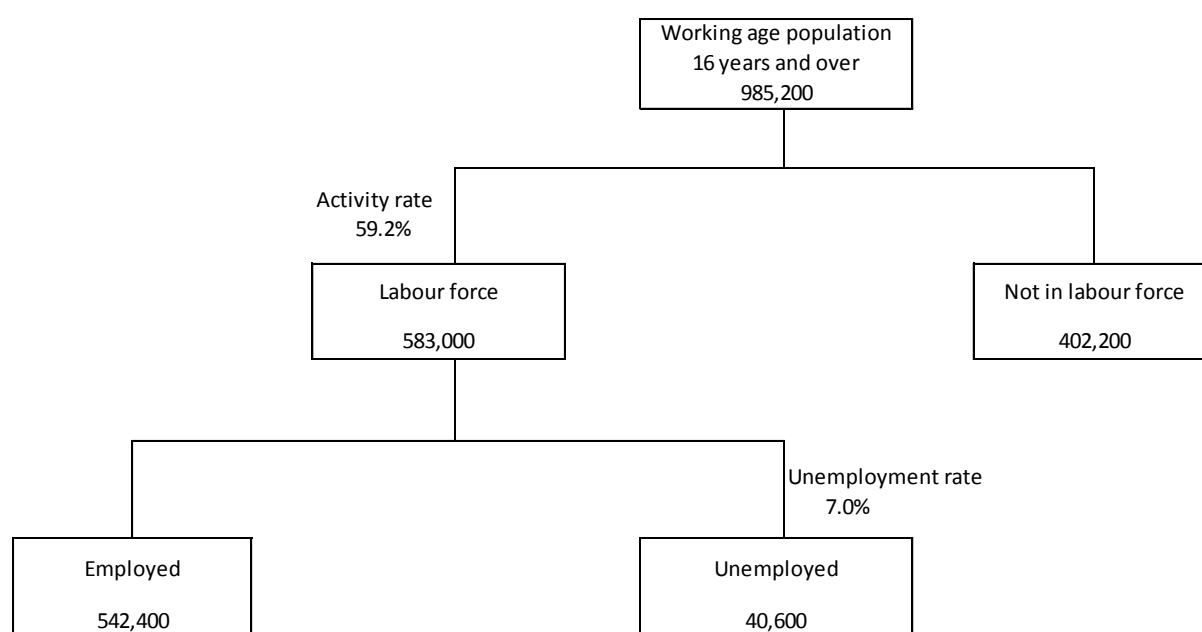 Working age population
16 years and over
985,200
Activity rate
59.2%
Labour force
583,000
Not in labour force
402,200
Unemployment rate
7.0%
Employed
542,400
Unemployed
40,600